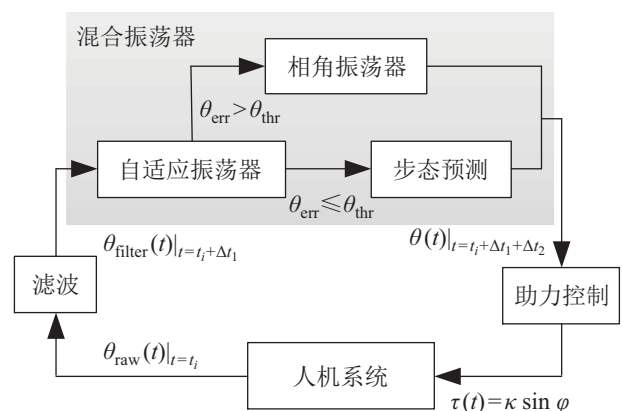 混合振荡器
相角振荡器
θ_err>θ_thr
自适应振荡器
步态预测
θ_err≤θ_thr
θ_filter(t)|_{t=t_i+Δt_1}
θ(t)|_{t=t_i+Δt_1+Δt_2}
滤波
助力控制
θ_raw(t)|_{t=t_i}
人机系统
τ(t)=κ sin φ